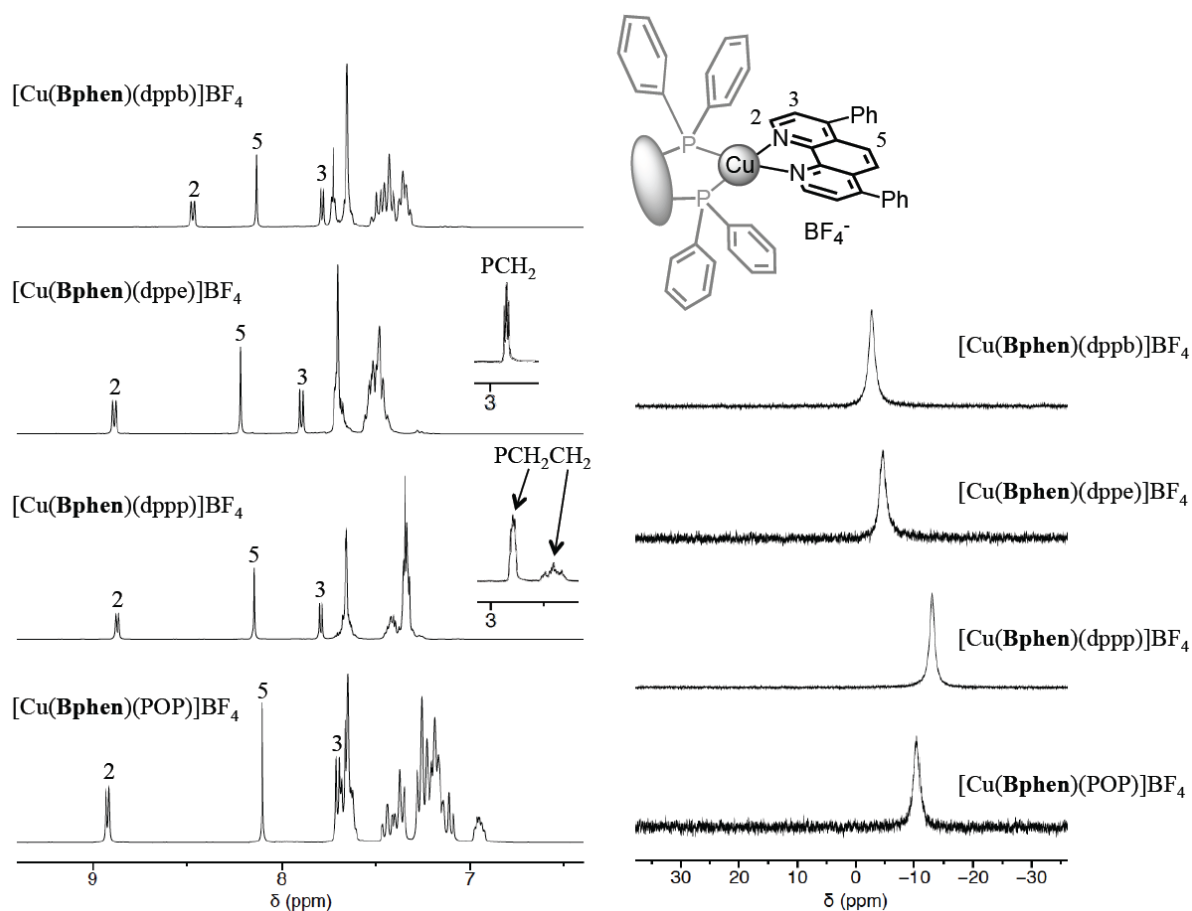 [Cu(Bphen)(dppb)]BF4
2
5
3
[Cu(Bphen)(dppe)]BF4
2
5
3
PCH2
3
[Cu(Bphen)(dppp)]BF4
2
5
3
PCH2CH2
3
[Cu(Bphen)(POP)]BF4
2
5
3
9 8 7
δ (ppm)
P
P
Cu
N
N
2
3
5
Ph
Ph
BF4-
[Cu(Bphen)(dppb)]BF4
[Cu(Bphen)(dppe)]BF4
[Cu(Bphen)(dppp)]BF4
[Cu(Bphen)(POP)]BF4
30 20 10 0 −10 −20 −30
δ (ppm)